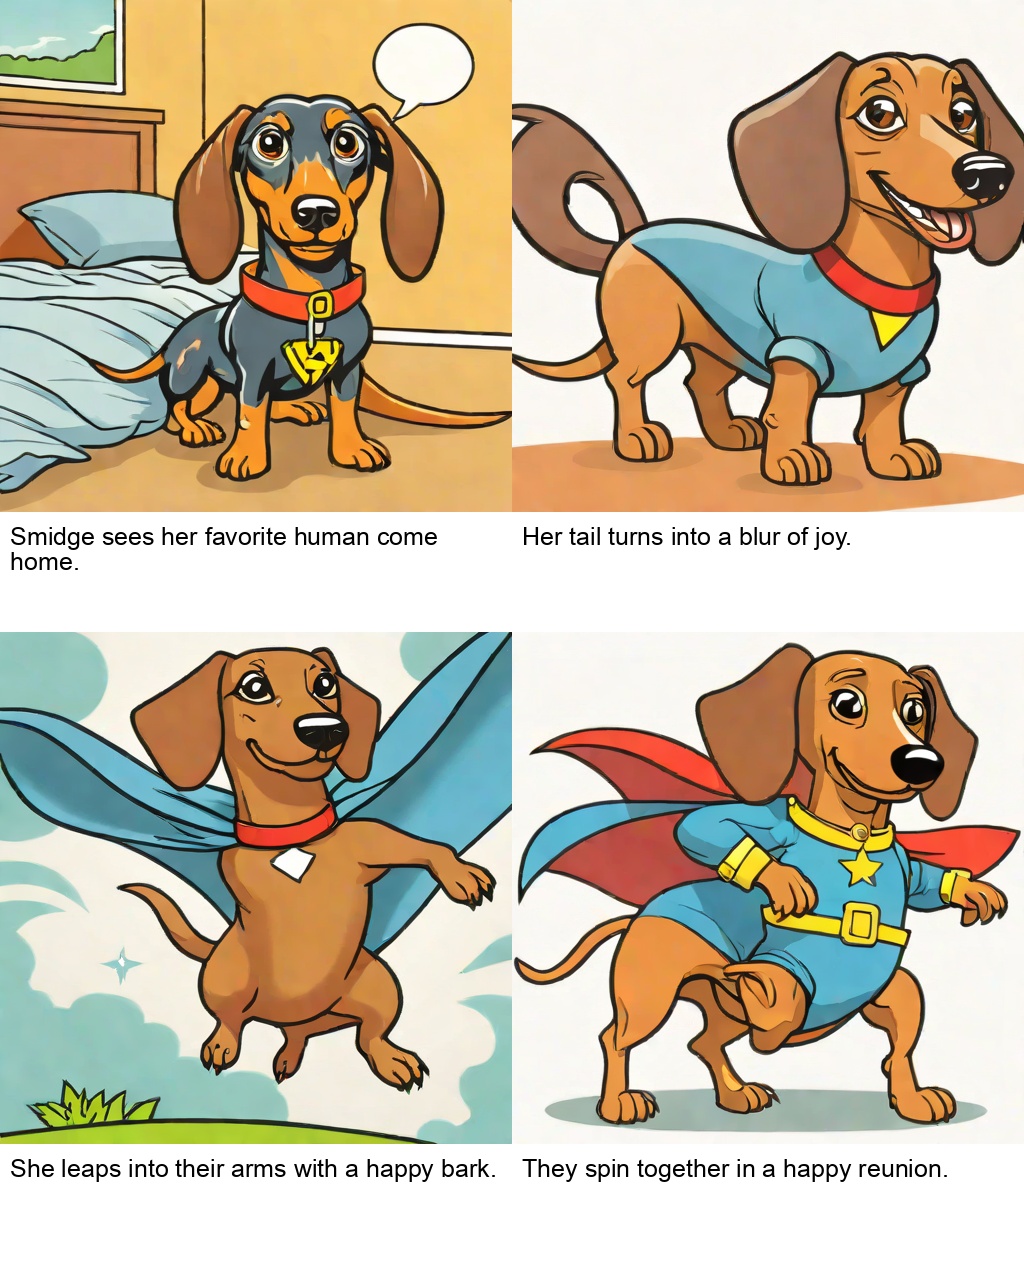 Smidge sees her favorite human come
home.
Her tail turns into a blur of joy.
She leaps into their arms with a happy bark.
They spin together in a happy reunion.